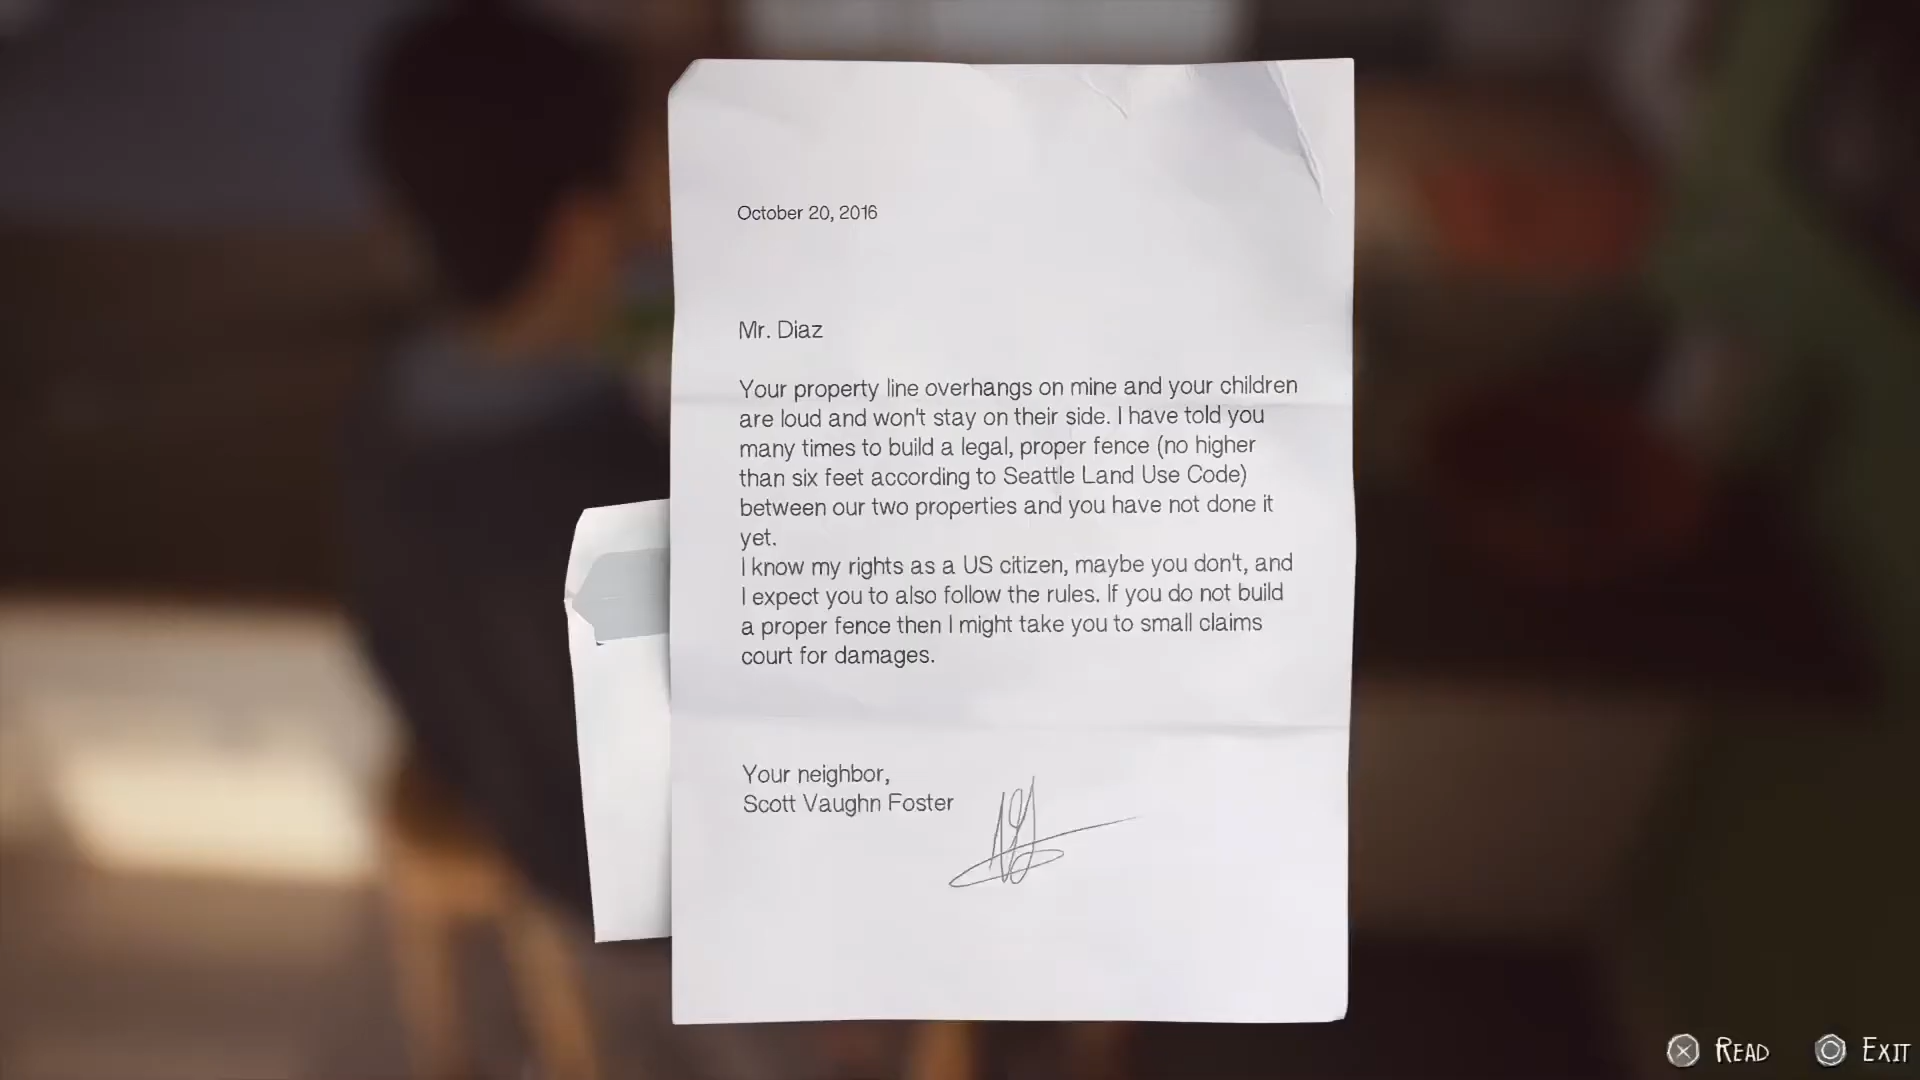 October 20, 2016
Mr. Diaz
Your property line overhangs on mine and your children
are loud and won't stay on their side. I have told you
many times to build a legal, proper fence (no higher
than six feet according to Seattle Land Use Code)
between our two properties and you have not done it
yet.
I know my rights as a US citizen, maybe you don't, and
I expect you to also follow the rules. If you do not build
a proper fence then I might take you to small claims
court for damages.
Your neighbor,
Scott Vaughn Foster
READ EXIT